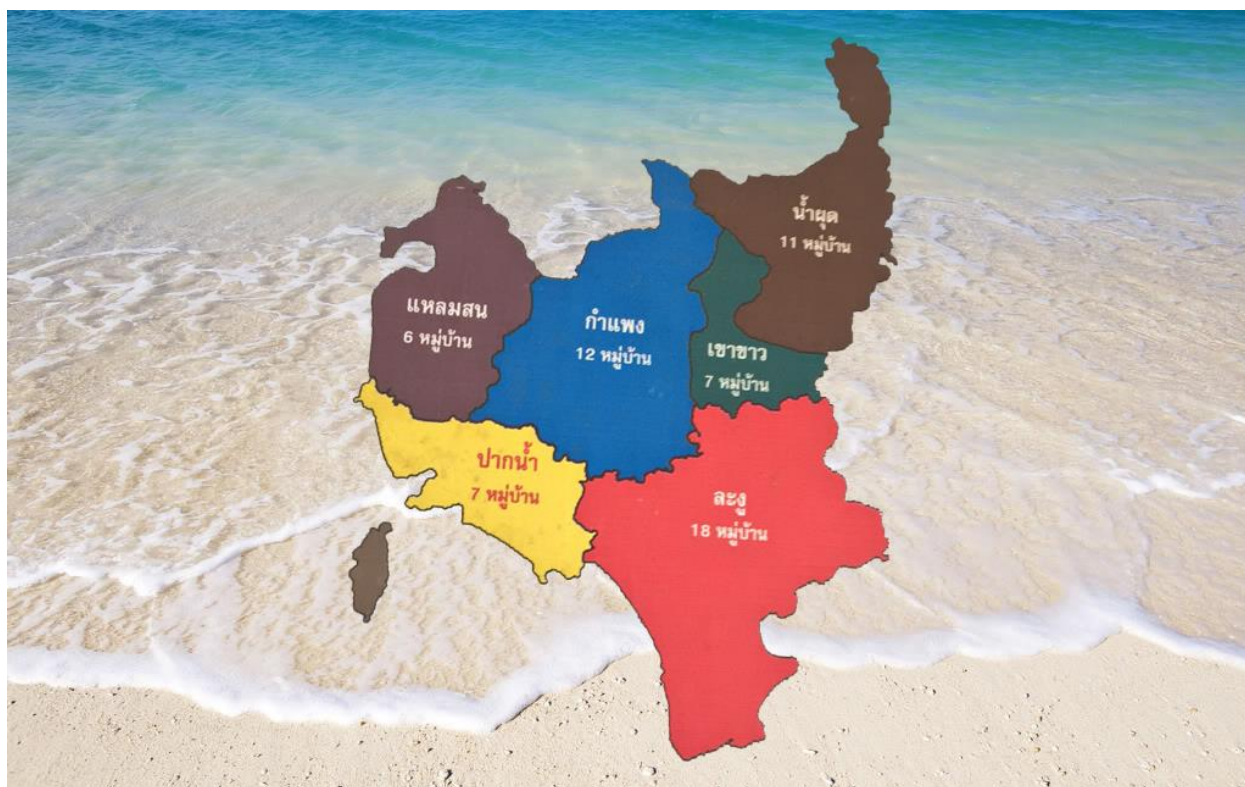 น้ำผุด
11 หมู่บ้าน
แหลมสน
6 หมู่บ้าน
กำแพง
12 หมู่บ้าน
เขาขาว
7 หมู่บ้าน
ปากน้ำ
7 หมู่บ้าน
ละงู
18 หมู่บ้าน